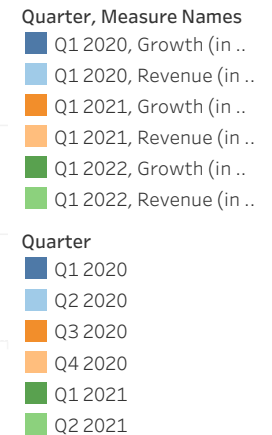 Quarter, Measure Names
Q1 2020, Growth (in ..
Q1 2020, Revenue (in ..
Q1 2021, Growth (in ..
Q1 2021, Revenue (in ..
Q1 2022, Growth (in ..
Q1 2022, Revenue (in ..
Quarter
Q1 2020
Q2 2020
Q3 2020
Q4 2020
Q1 2021
Q2 2021